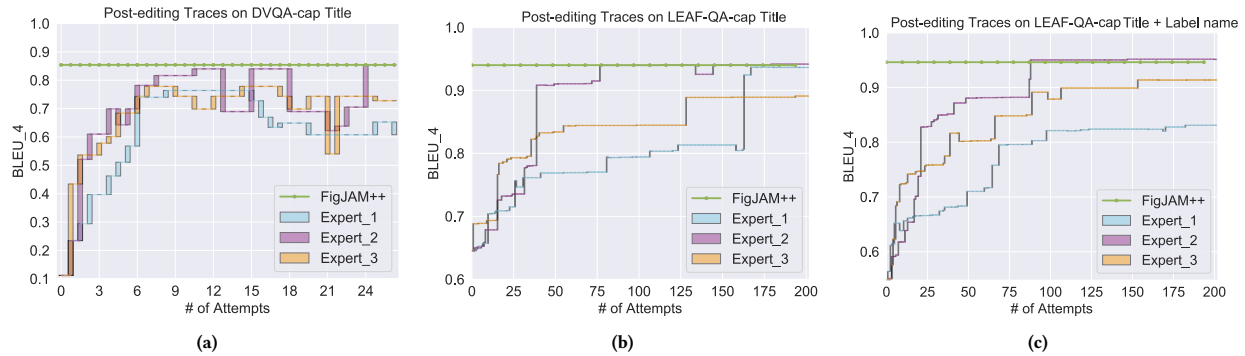 Post-editing Traces on DVQA-cap Title
1.0
0.9
0.8
0.7
0.6
0.5
0.4
0.3
0.2
0.1
BLEU_4
FigJAM++
Expert_1
Expert_2
Expert_3
0 3 6 9 12 15 18 21 24
# of Attempts
(a)
Post-editing Traces on LEAF-QA-cap Title
1.0
0.9
0.8
0.7
0.6
BLEU_4
FigJAM++
Expert_1
Expert_2
Expert_3
0 25 50 75 100 125 150 175 200
# of Attempts
(b)
Post-editing Traces on LEAF-QA-cap Title + Label name
1.0
0.9
0.8
0.7
0.6
BLEU_4
FigJAM++
Expert_1
Expert_2
Expert_3
0 25 50 75 100 125 150 175 200
# of Attempts
(c)